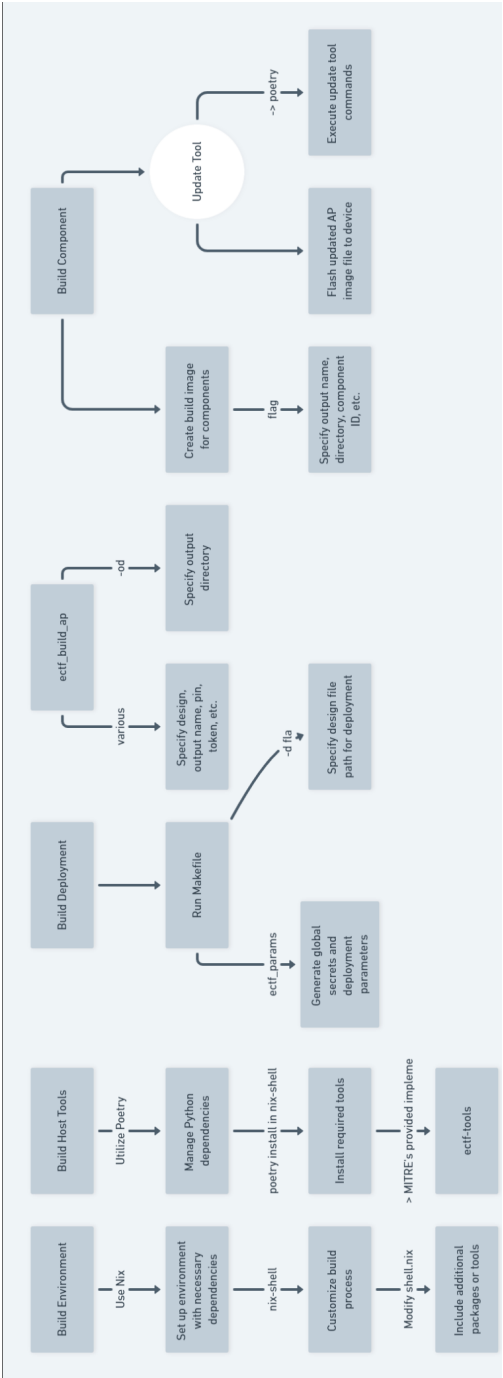 Build Environment
Use Nix
Set up environment
with necessary
dependencies
nix-shell
Customize build
process
Modify shell.nix
Include additional
packages or tools
Build Host Tools
Utilize Poetry
Manage Python
dependencies
poetry install in nix-shell
Install required tools
> MITRE's provided impleme
ectf-tools
Build Deployment
Run Makefile
ectf_params
Generate global
secrets and
deployment
parameters
-d fla
Specify design file
path for deployment
ectf_build_ap
various
Specify design,
output name, pin,
token, etc.
-od
Specify output
directory
Build Component
Create build image
for components
flag
Specify output name,
directory, component
ID, etc.
Update Tool
Flash updated AP
image file to device
-> poetry
Execute update tool
commands